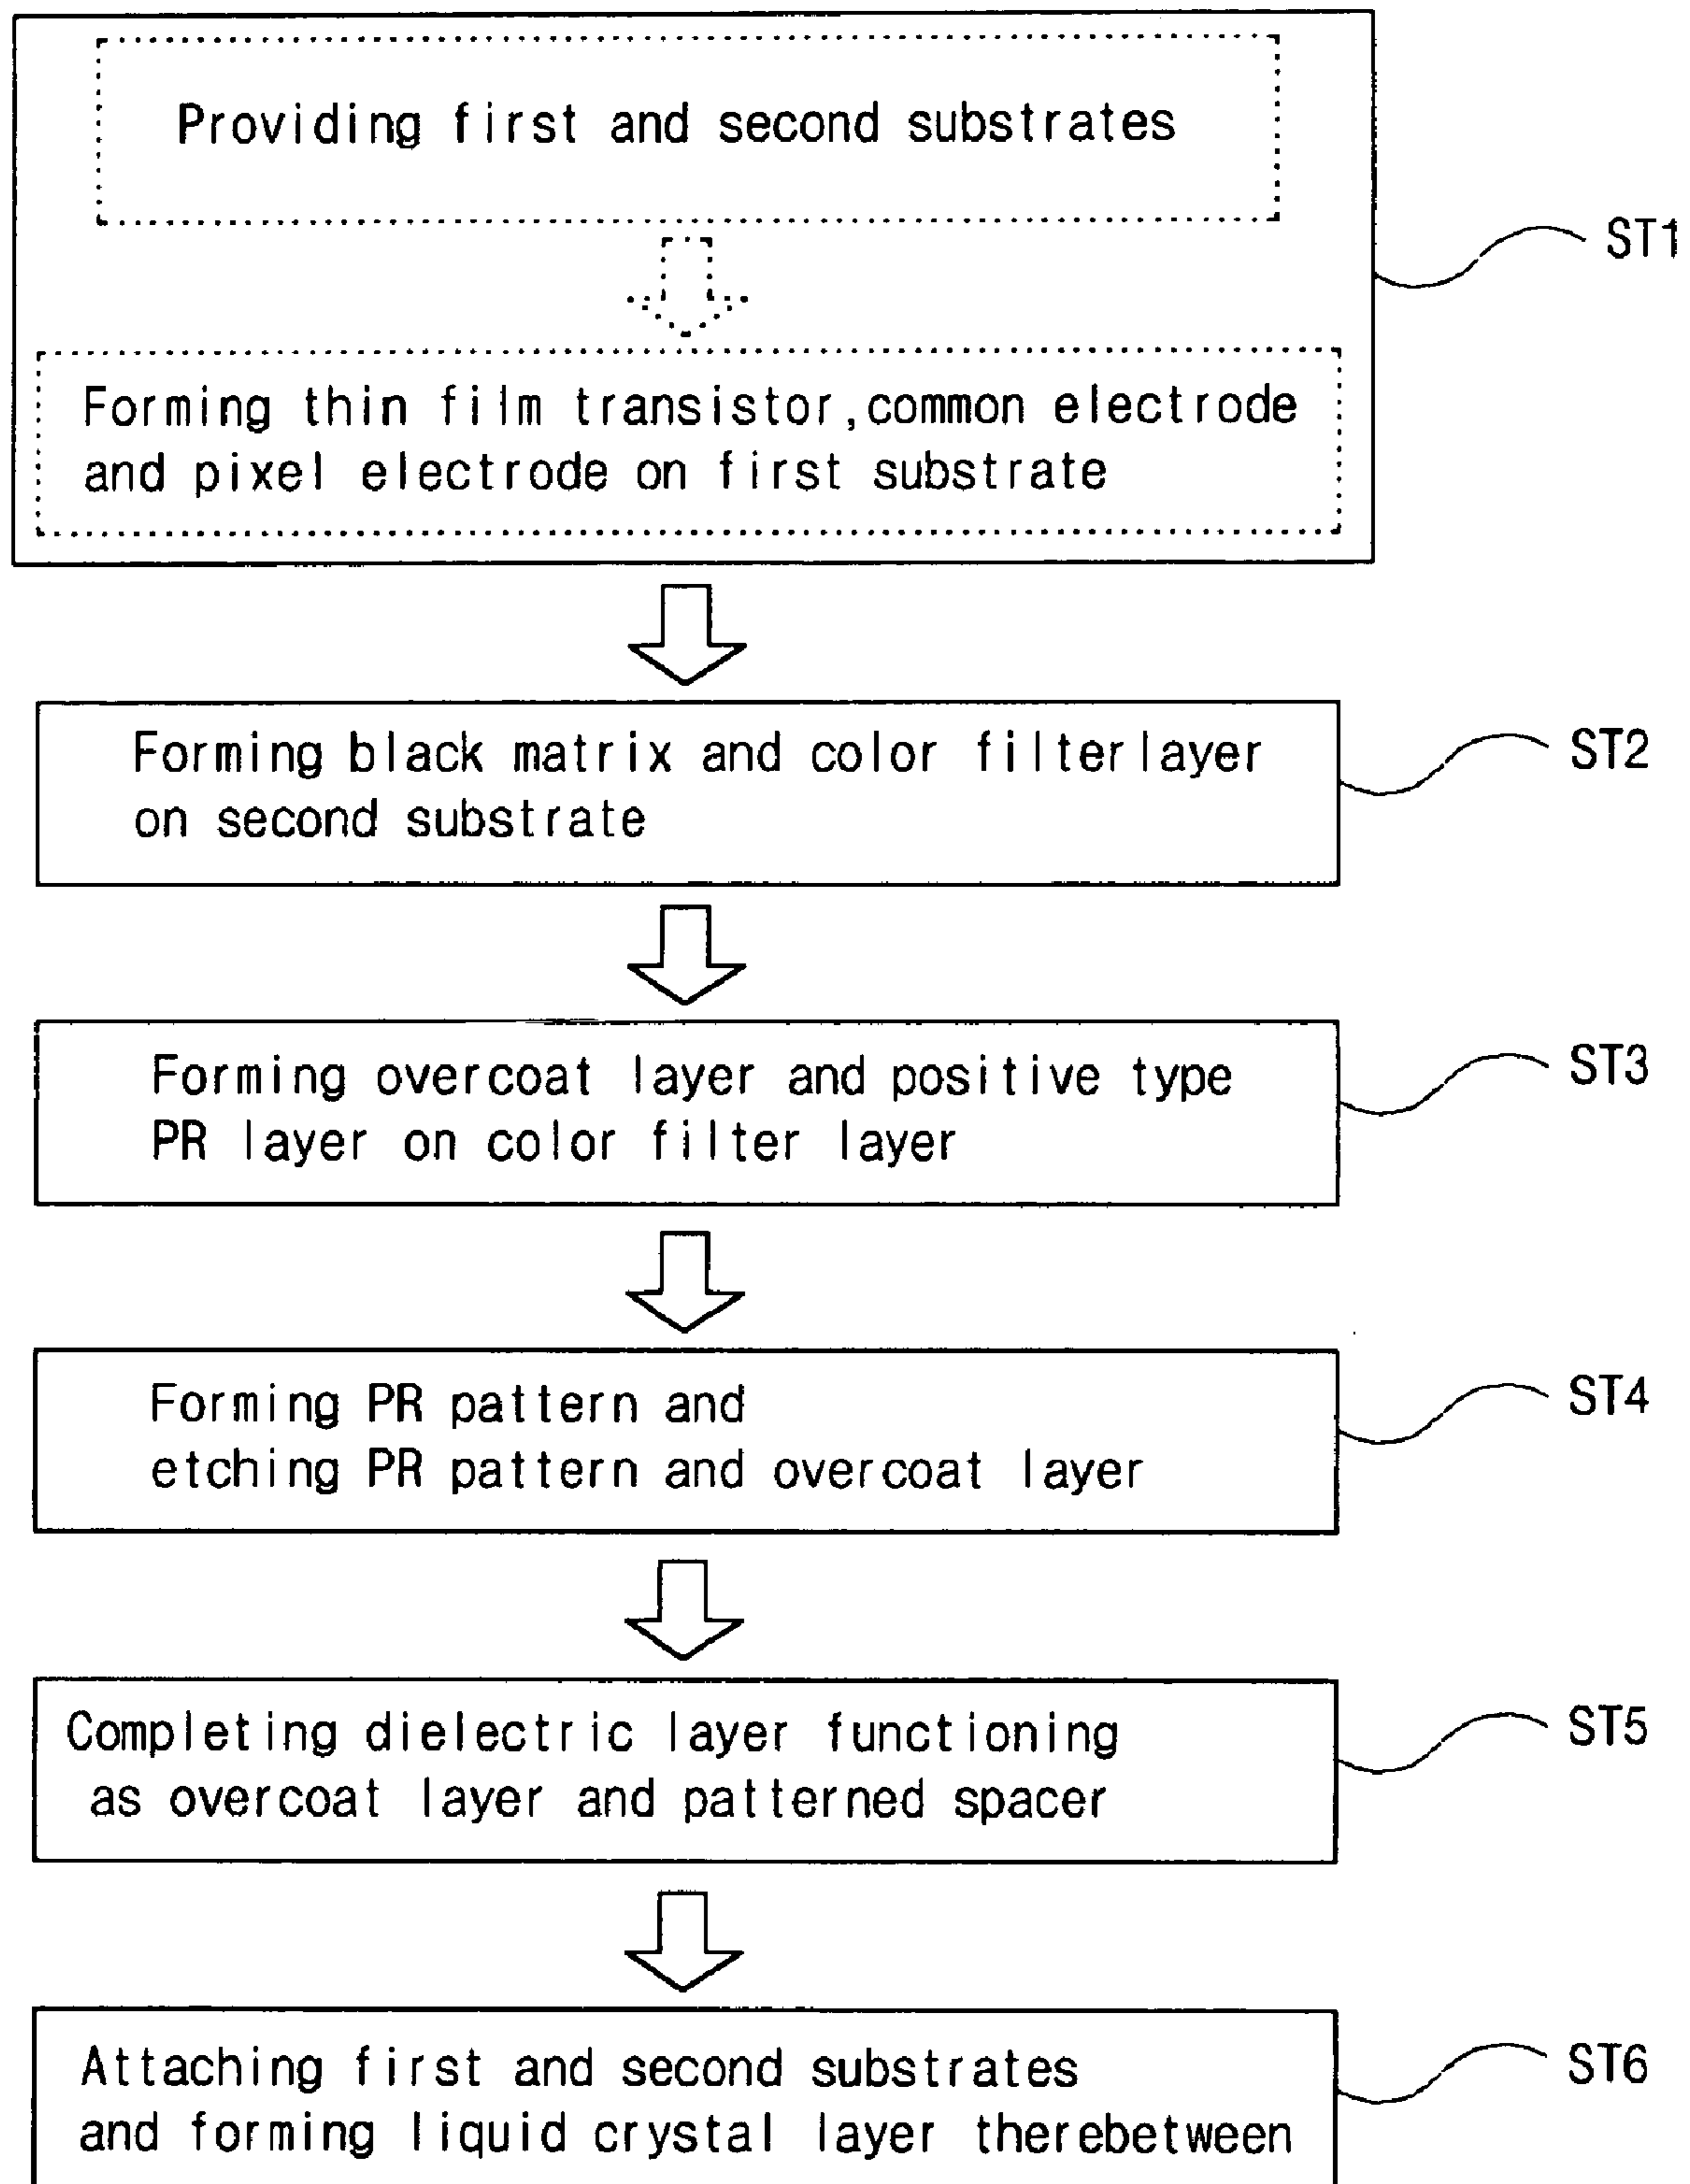 Providing first and second substrates
ST1
Forming thin film transistor,common electrode
and pixel electrode on first substrate
Forming black matrix and color filterlayer
on second substrate
ST2
Forming overcoat layer and positive type
PR layer on color filter layer
ST3
Forming PR pattern and
etching PR pattern and overcoat layer
ST4
Completing dielectric layer functioning
as overcoat layer and patterned spacer
ST5
Attaching first and second substrates
and forming liquid crystal layer therebetween
ST6